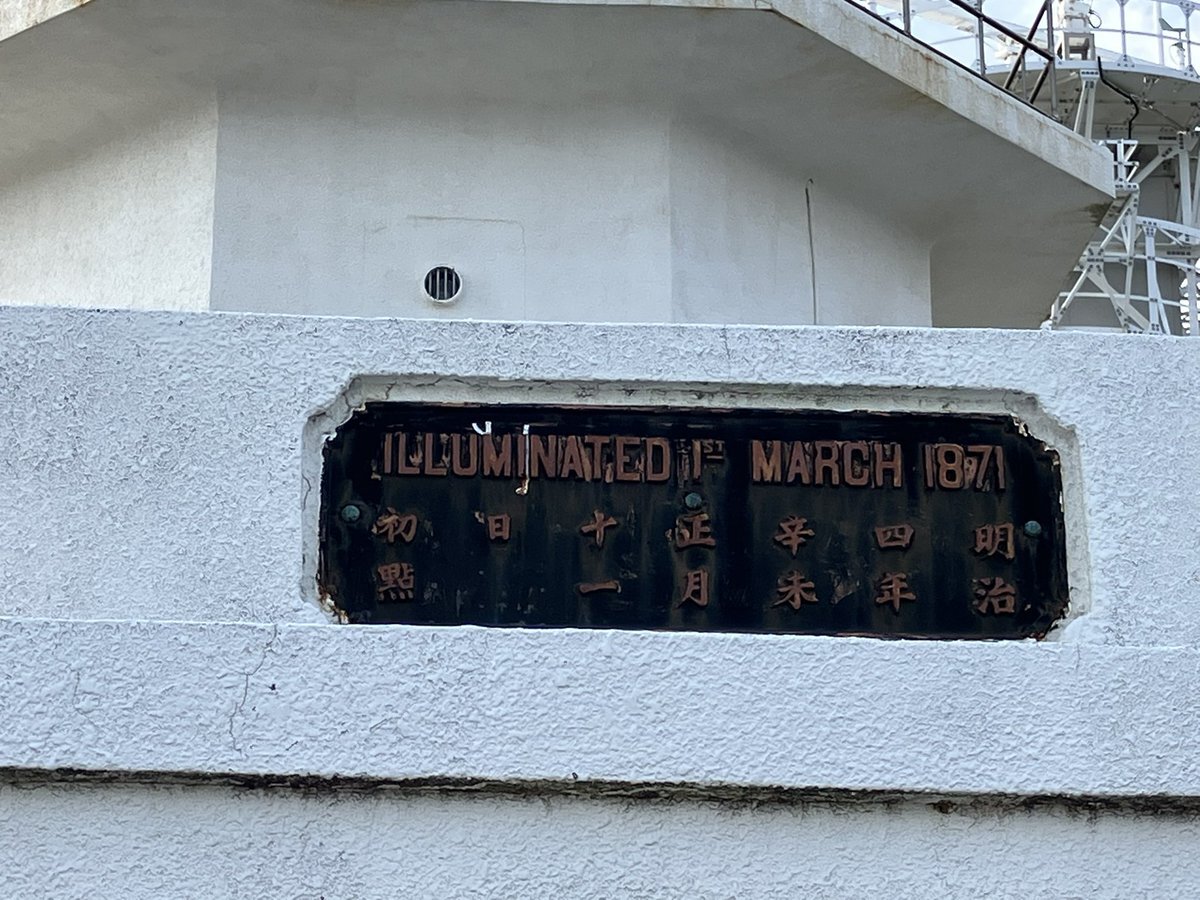 ILLUMINATED 1ST MARCH 1871
明治
四年
辛未
正月
十一
日
初點